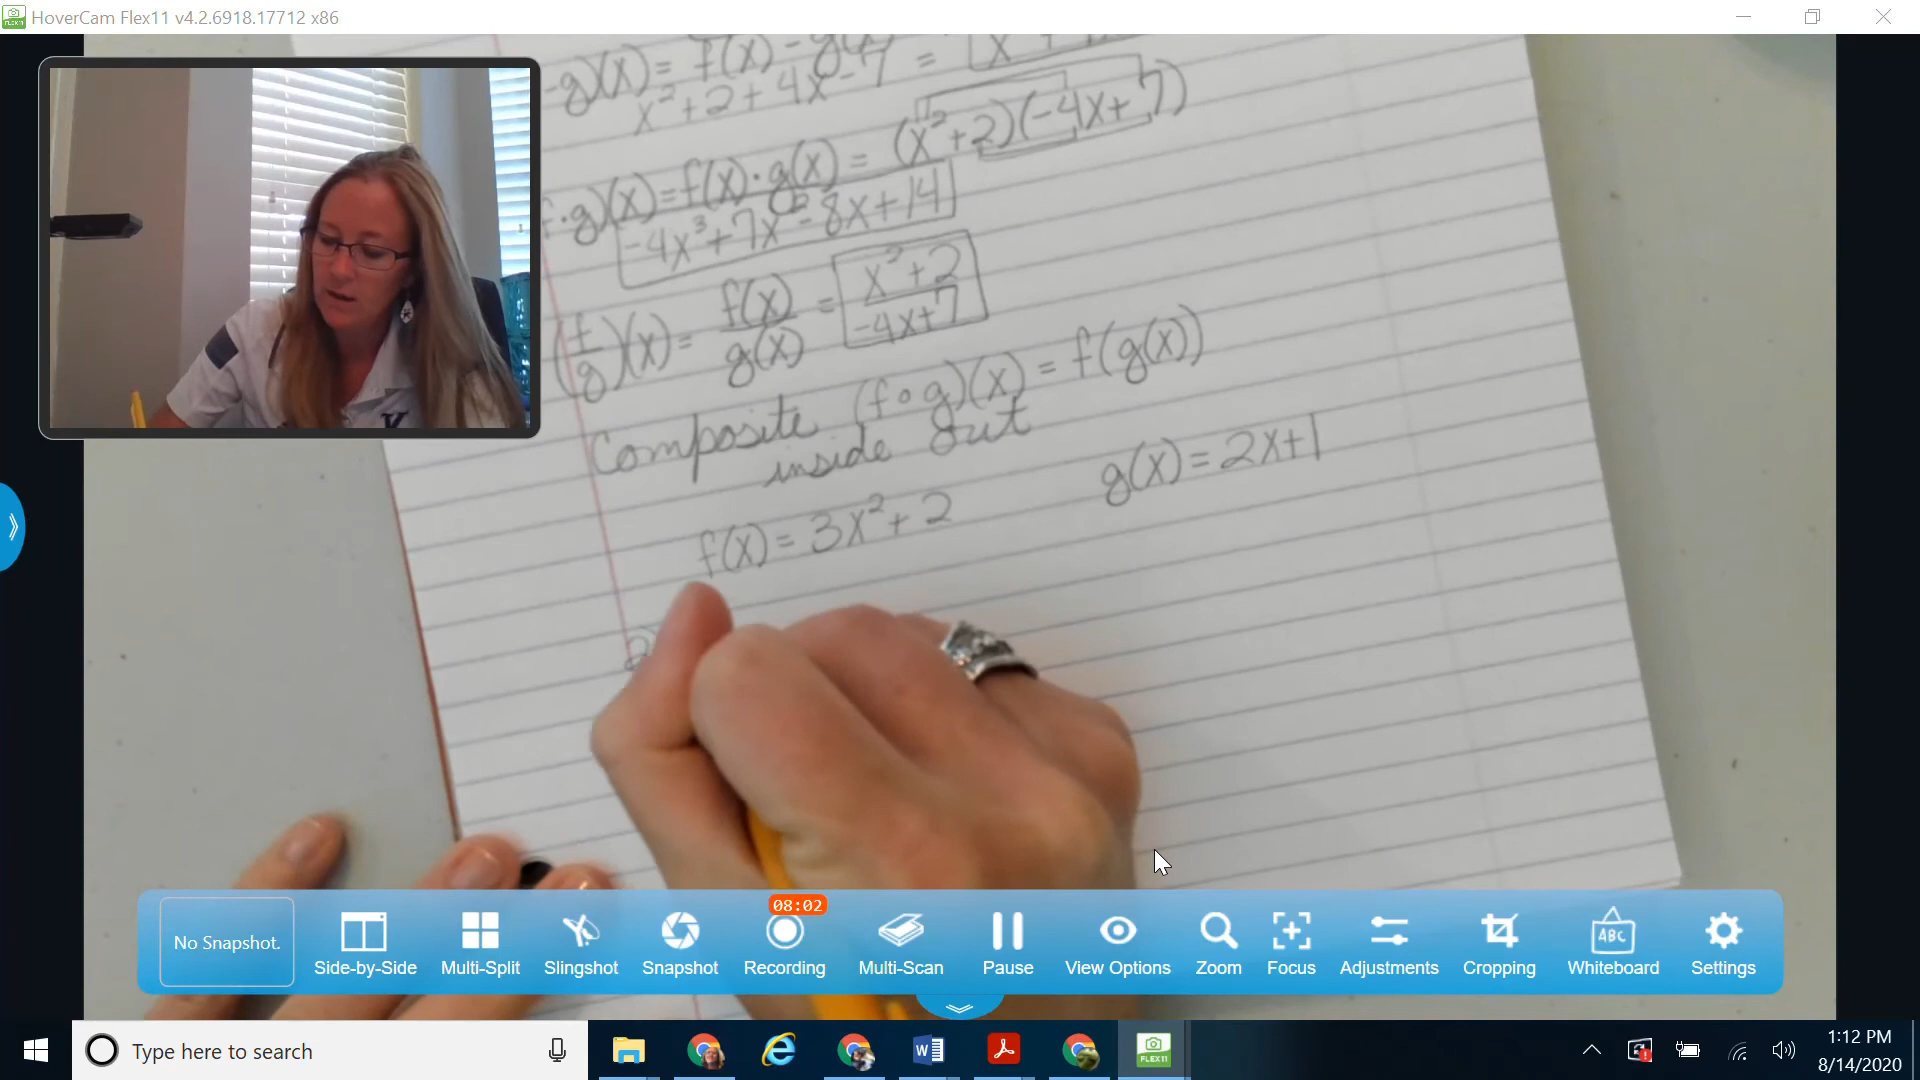 HoverCam Flex11 v4.2.6918.17712 x86
-g)(x) = f(x) - g(x)
x² + 2 + 4x - 7 =
f·g)(x) = f(x)·g(x) = (x² + 2)(-4x + 7)
-4x³ + 7x² - 8x + 14
(f/g)(x) = f(x)/g(x) = x² + 2/-4x + 7
Composite (f∘g)(x) = f(g(x))
inside out
f(x) = 3x² + 2
g(x) = 2x + 1
2)
08:02
No Snapshot.
Side-by-Side
Multi-Split
Slingshot
Snapshot
Recording
Multi-Scan
Pause
View Options
Zoom
Focus
Adjustments
Cropping
ABC
Whiteboard
Settings
Type here to search
FLEX11
1:12 PM
8/14/2020